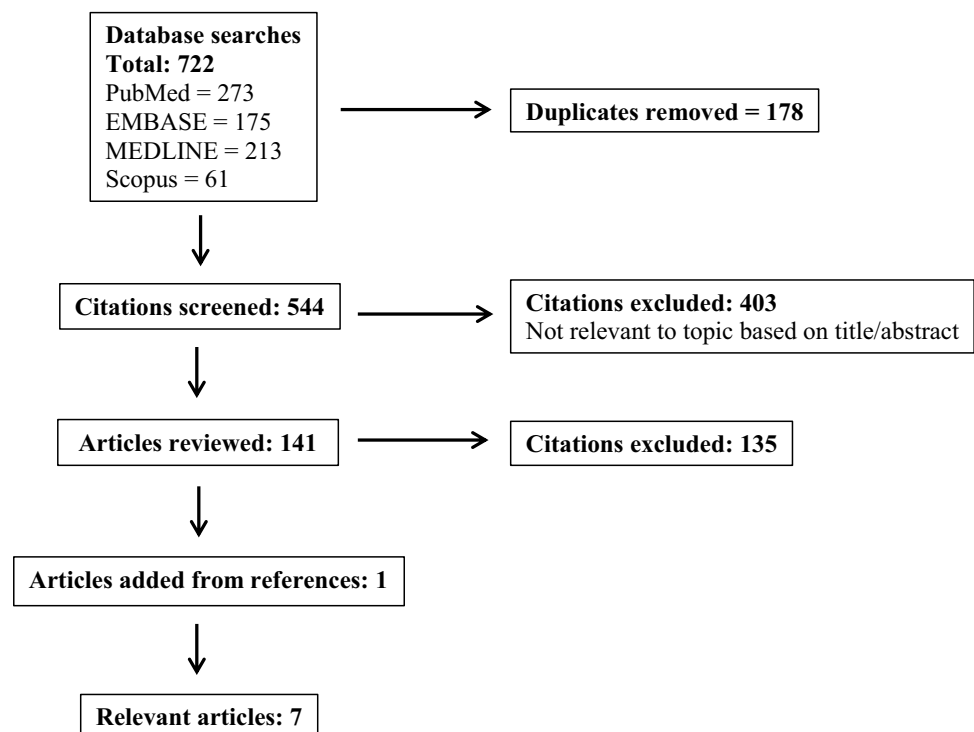 Database searches
Total: 722
PubMed = 273
EMBASE = 175
MEDLINE = 213
Scopus = 61
Duplicates removed = 178
Citations screened: 544
Citations excluded: 403
Not relevant to topic based on title/abstract
Articles reviewed: 141
Citations excluded: 135
Articles added from references: 1
Relevant articles: 7